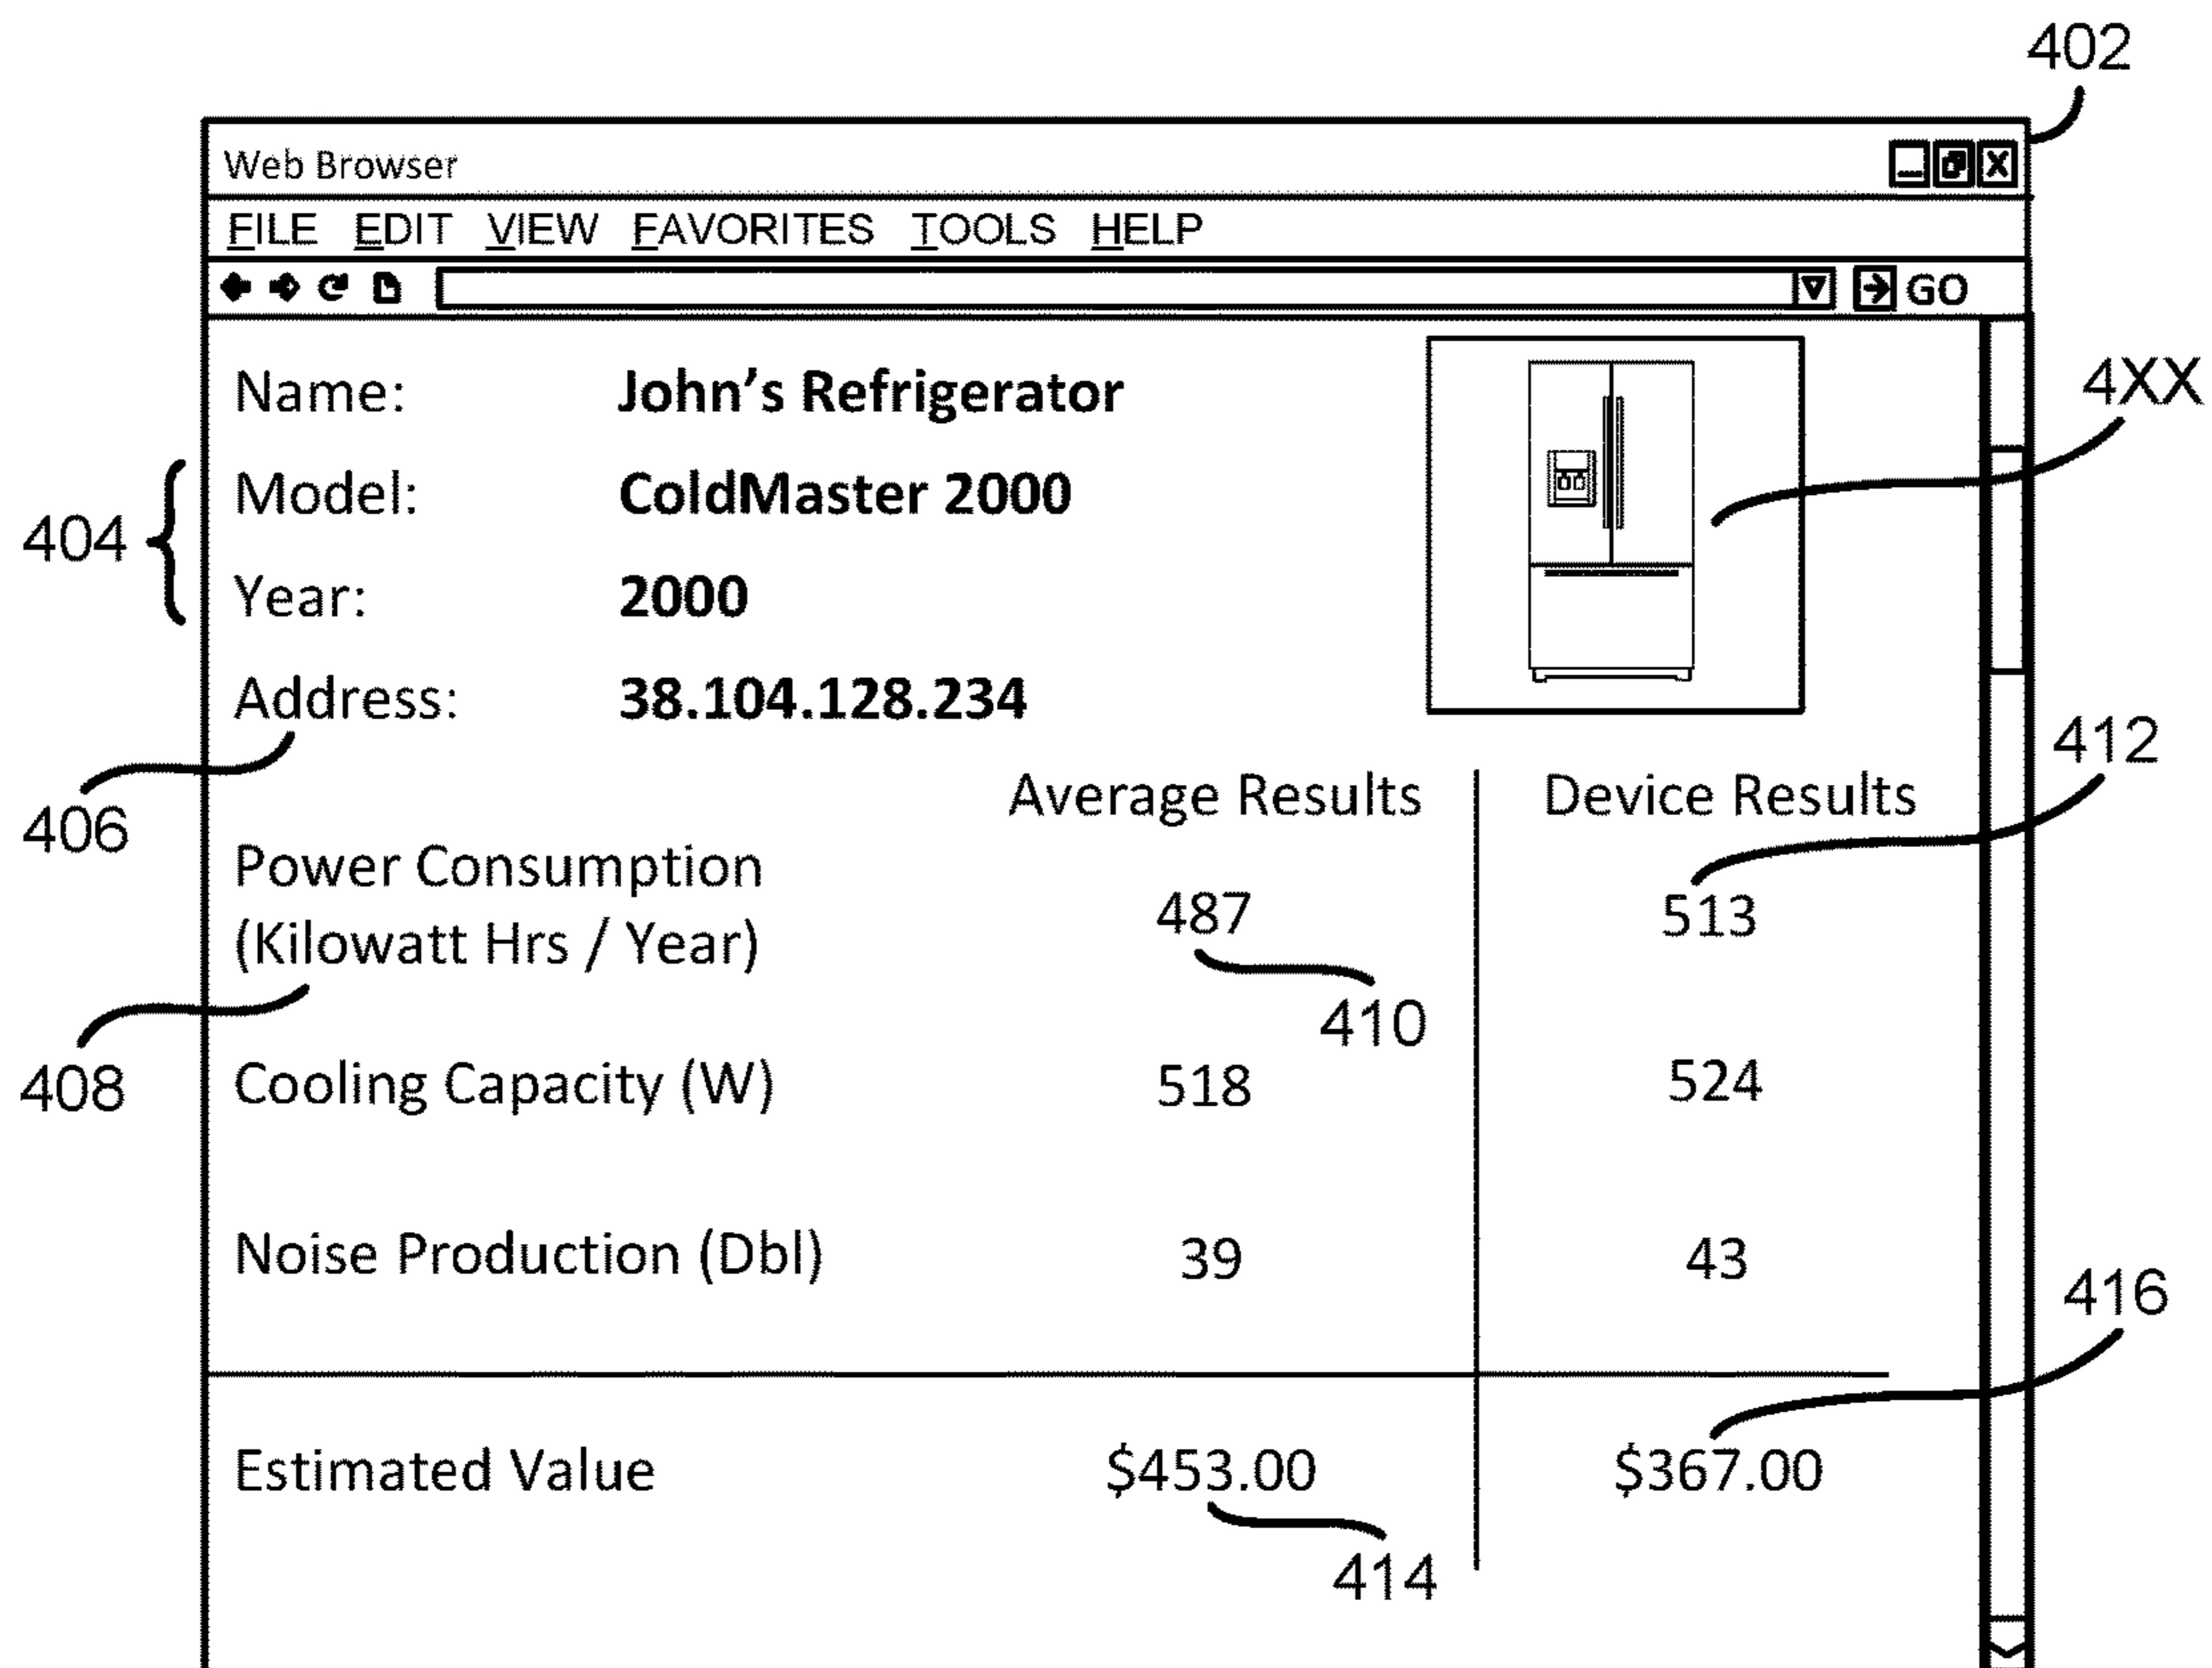 402
Web Browser
FILE EDIT VIEW FAVORITES TOOLS HELP
GO
Name: John's Refrigerator
4XX
Model: ColdMaster 2000
404
Year: 2000
Address: 38.104.128.234
412
406
Average Results Device Results
Power Consumption
(Kilowatt Hrs / Year) 487 513
410
408
Cooling Capacity (W) 518 524
Noise Production (Dbl) 39 43
416
Estimated Value $453.00 $367.00
414